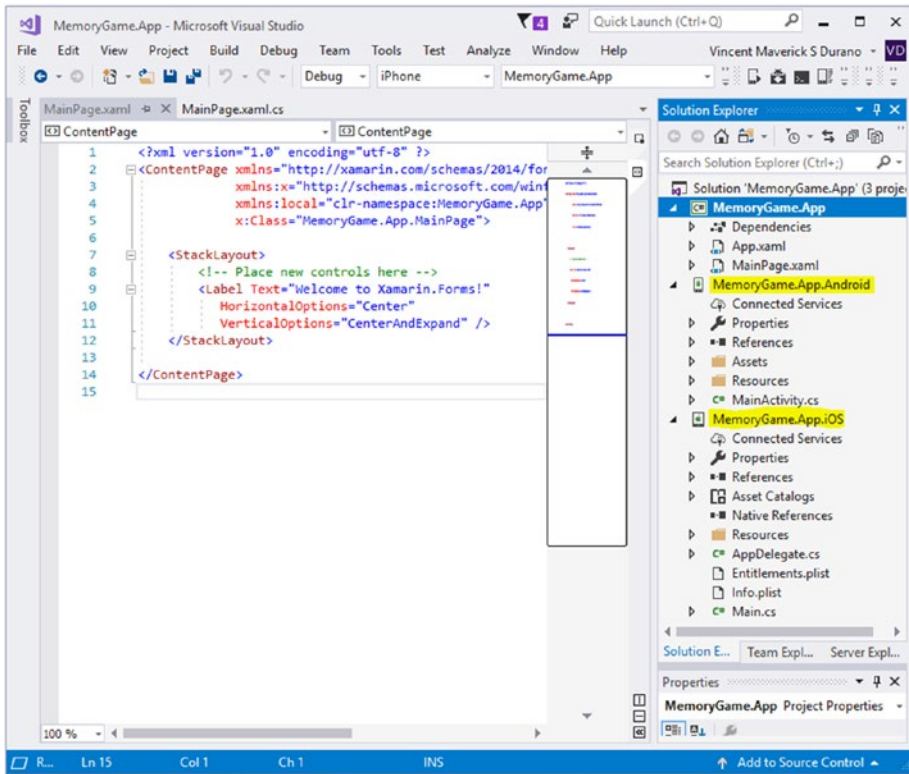 MemoryGame.App - Microsoft Visual Studio
4
Quick Launch (Ctrl+Q)
File Edit View Project Build Debug Team Tools Test Analyze Window Help
Vincent Maverick S Durano
VD
Debug
iPhone
MemoryGame.App
Toolbox
MainPage.xaml
MainPage.xaml.cs
ContentPage
ContentPage
1 <?xml version="1.0" encoding="utf-8" ?>
2 <ContentPage xmlns="http://xamarin.com/schemas/2014/for
3 xmlns:x="http://schemas.microsoft.com/winf
4 xmlns:local="clr-namespace:MemoryGame.App"
5 x:Class="MemoryGame.App.MainPage">
6
7 <StackLayout>
8 <!-- Place new controls here -->
9 <Label Text="Welcome to Xamarin.Forms!"
10 HorizontalOptions="Center"
11 VerticalOptions="CenterAndExpand" />
12 </StackLayout>
13
14 </ContentPage>
15
100 %
Solution Explorer
Search Solution Explorer (Ctrl+;)
Solution 'MemoryGame.App' (3 proje
MemoryGame.App
Dependencies
App.xaml
MainPage.xaml
MemoryGame.App.Android
Connected Services
Properties
References
Assets
Resources
MainActivity.cs
MemoryGame.App.iOS
Connected Services
Properties
References
Asset Catalogs
Native References
Resources
AppDelegate.cs
Entitlements.plist
Info.plist
Main.cs
Solution E... Team Expl... Server Expl...
Properties
MemoryGame.App Project Properties
R... Ln 15 Col 1 Ch 1 INS Add to Source Control